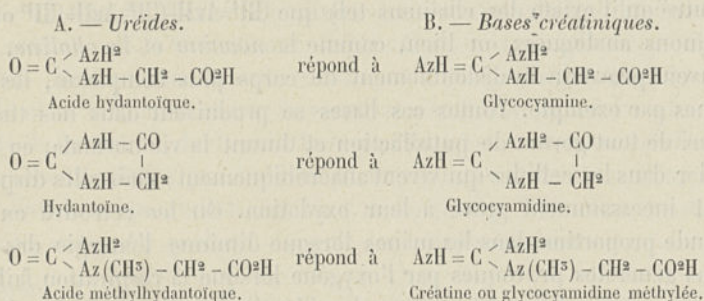 A. — Uréides. B. — Bases créatiniques.
AzH² AzH²
O = C répond à AzH = C
AzH – CH² – CO²H AzH – CH² – CO²H
Acide hydantoïque. Glycocyamine.
AzH – CO AzH² – CO
O = C répond à AzH = C
AzH – CH² AzH – CH²
Hydantoïne. Glycocyamidine.
AzH² AzH²
O = C répond à AzH = C
Az(CH³) – CH² – CO²H Az(CH³) – CH² – CO²H
Acide méthylhydantoïque. Créatine ou glycocyamidine méthylée.